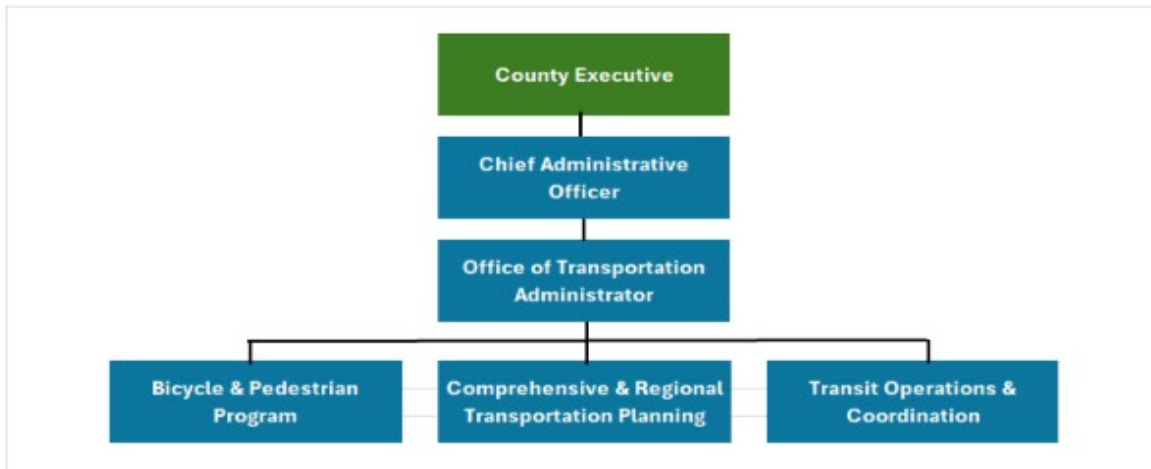 County Executive
Chief Administrative
Officer
Office of Transportation
Administrator
Bicycle & Pedestrian
Program
Comprehensive & Regional
Transportation Planning
Transit Operations &
Coordination